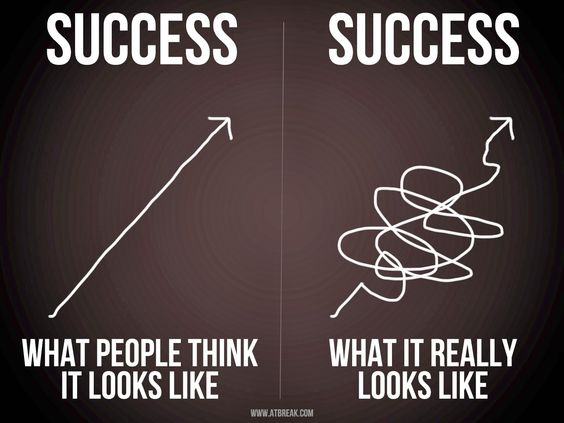 SUCCESS
WHAT PEOPLE THINK
IT LOOKS LIKE
SUCCESS
WHAT IT REALLY
LOOKS LIKE
WWW.ATBREAK.COM